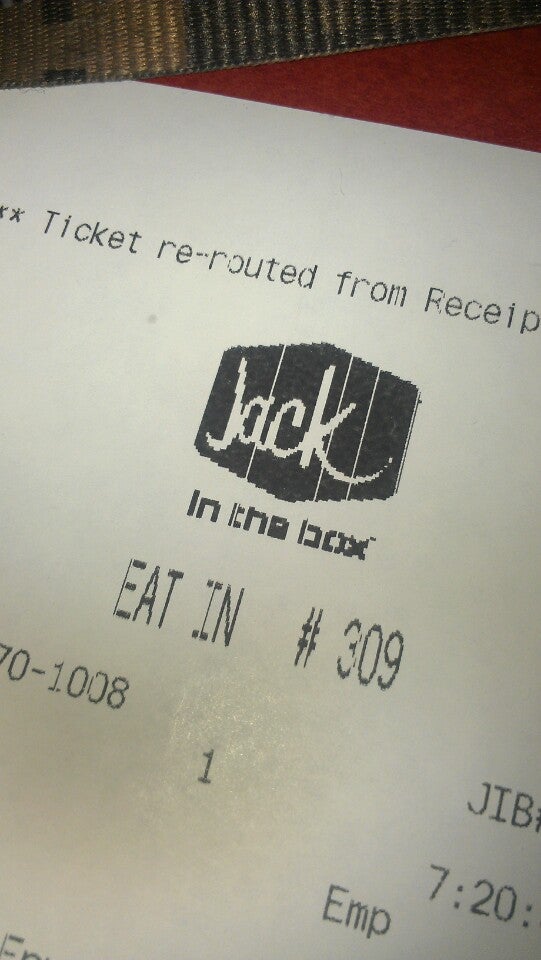 ** Ticket re-routed from Receip
Jack
in the box
EAT IN # 309
70-1008
1
JIB#
7:20:
Emp